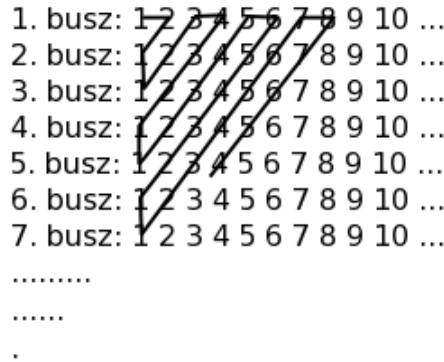 1. busz: 1 2 3 4 5 6 7 8 9 10 ...
2. busz: 1 2 3 4 5 6 7 8 9 10 ...
3. busz: 1 2 3 4 5 6 7 8 9 10 ...
4. busz: 1 2 3 4 5 6 7 8 9 10 ...
5. busz: 1 2 3 4 5 6 7 8 9 10 ...
6. busz: 1 2 3 4 5 6 7 8 9 10 ...
7. busz: 1 2 3 4 5 6 7 8 9 10 ...
.........
......
.